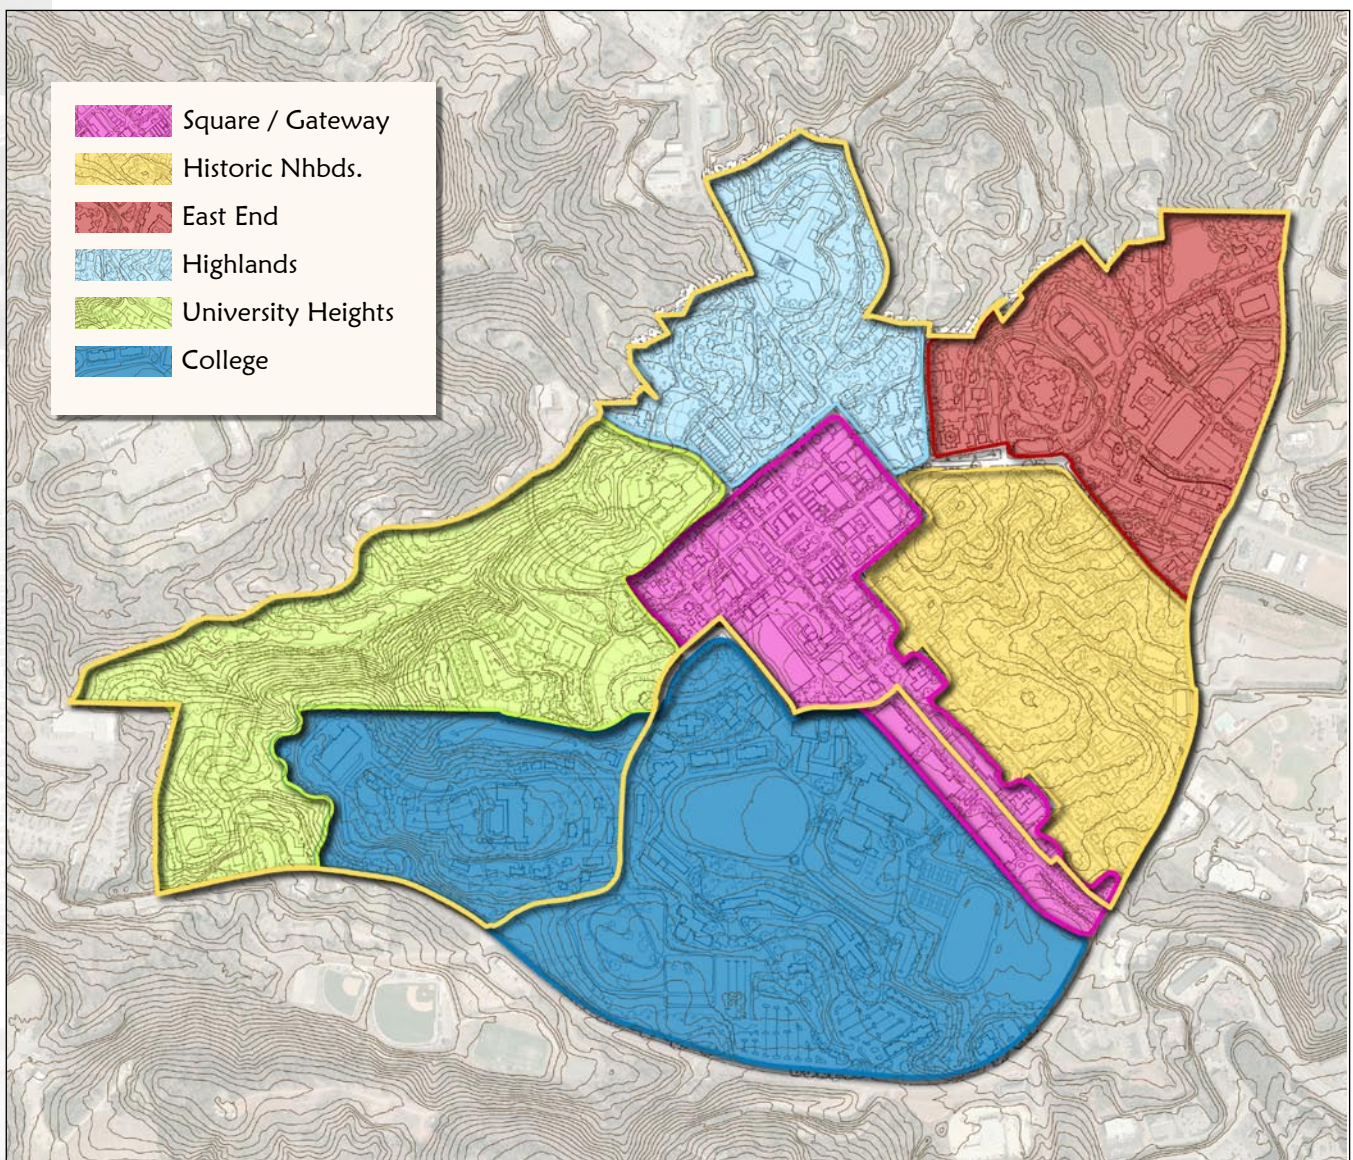 Square / Gateway
Historic Nhbds.
East End
Highlands
University Heights
College